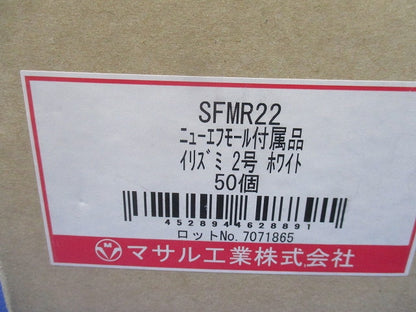 SFMR22
ニューエフモール付属品
イリズミ 2号 ホワイト
50個
4528944628891
ロットNo. 7071865
マサル工業株式会社